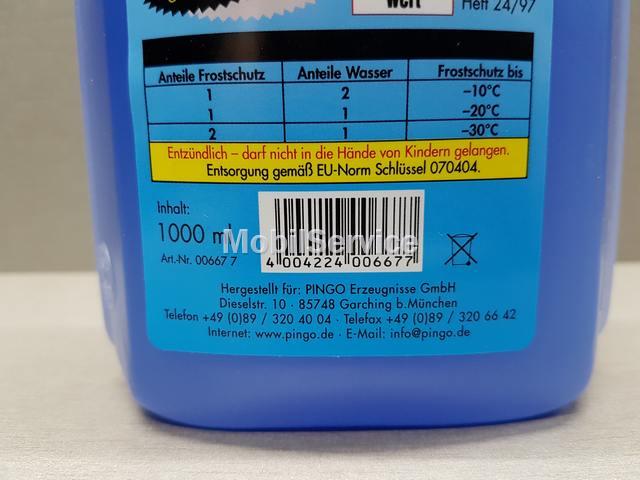 Wert
Heft 24/97
Anteile Frostschutz Anteile Wasser Frostschutz bis
1 2 –10°C
1 1 –20°C
2 1 –30°C
Entzündlich – darf nicht in die Hände von Kindern gelangen.
Entsorgung gemäß EU-Norm Schlüssel 070404.
Inhalt:
1000 ml
MobilService
Art.-Nr. 00667 7
4 004224 006677
Hergestellt für: PINGO Erzeugnisse GmbH
Dieselstr. 10 · 85748 Garching b.München
Telefon +49 (0)89 / 320 40 04 · Telefax +49 (0)89 / 320 66 42
Internet: www.pingo.de · E-Mail: info@pingo.de